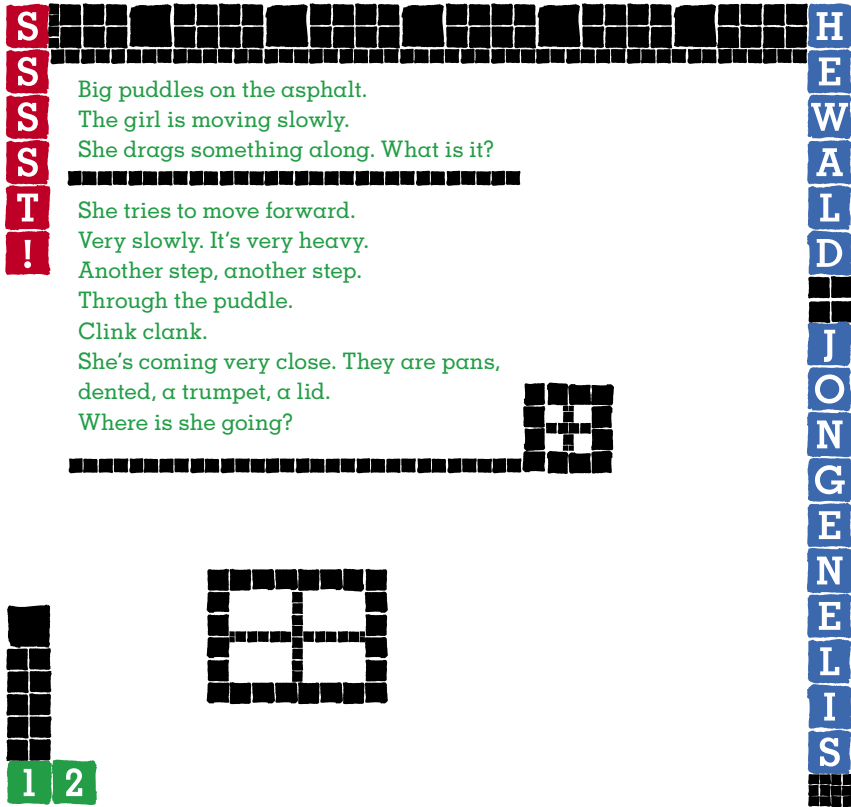 SSSST!
Big puddles on the asphalt.
The girl is moving slowly.
She drags something along. What is it?
She tries to move forward.
Very slowly. It’s very heavy.
Another step, another step.
Through the puddle.
Clink clank.
She’s coming very close. They are pans,
dented, a trumpet, a lid.
Where is she going?
HEWALD JONGENELIS
12